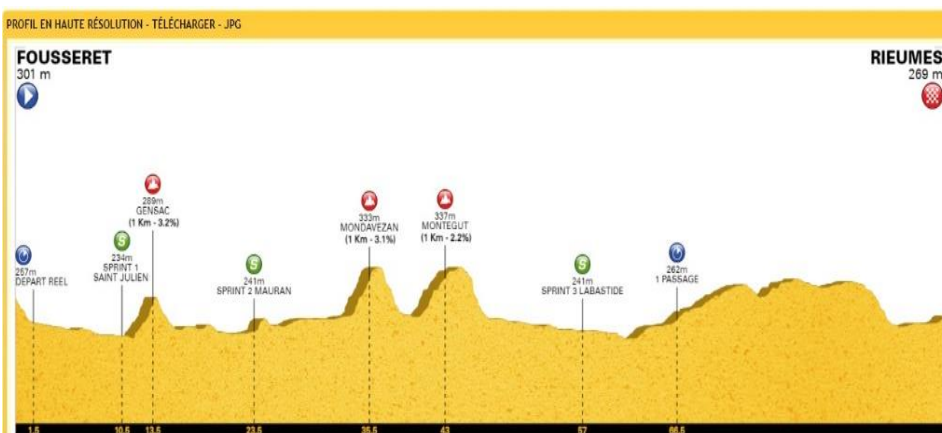 PROFIL EN HAUTE RÉSOLUTION - TÉLÉCHARGER - JPG
FOUSSERET
301 m
RIEUMES
269 m
289m
GENSAC
(1 Km - 3.2%)
333m
MONDAVEZAN
(1 Km - 3.1%)
337m
MONTEGUT
(1 Km - 2.2%)
257m
DEPART REEL
S
234m
SPRINT 1
SAINT JULIEN
S
241m
SPRINT 2 MAURAN
S
241m
SPRINT 3 LABASTIDE
262m
1 PASSAGE
1.5 10.5 13.5 23.5 35.5 43 57 66.5